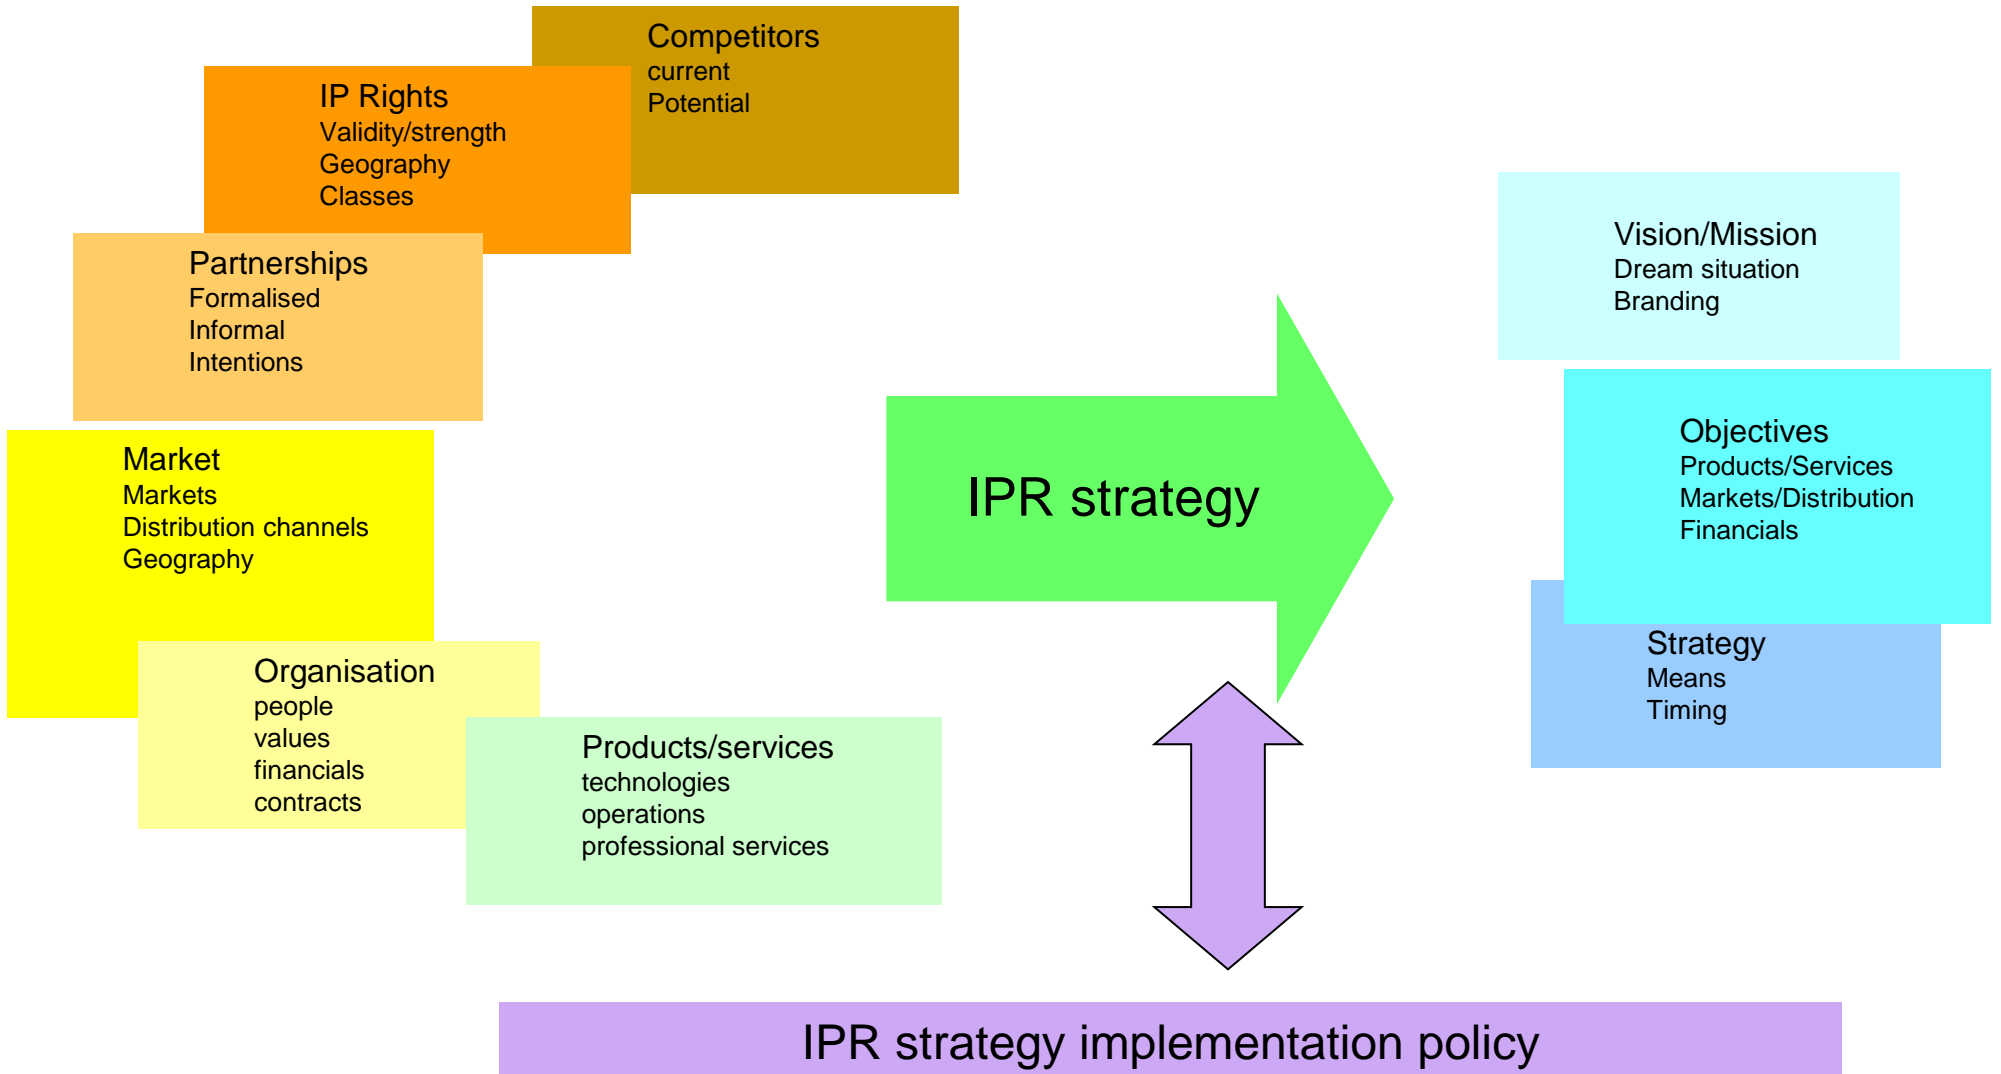 Competitors
current
Potential
IP Rights
Validity/strength
Geography
Classes
Partnerships
Formalised
Informal
Intentions
Market
Markets
Distribution channels
Geography
Organisation
people
values
financials
contracts
Products/services
technologies
operations
professional services
IPR strategy
Vision/Mission
Dream situation
Branding
Objectives
Products/Services
Markets/Distribution
Financials
Strategy
Means
Timing
IPR strategy implementation policy